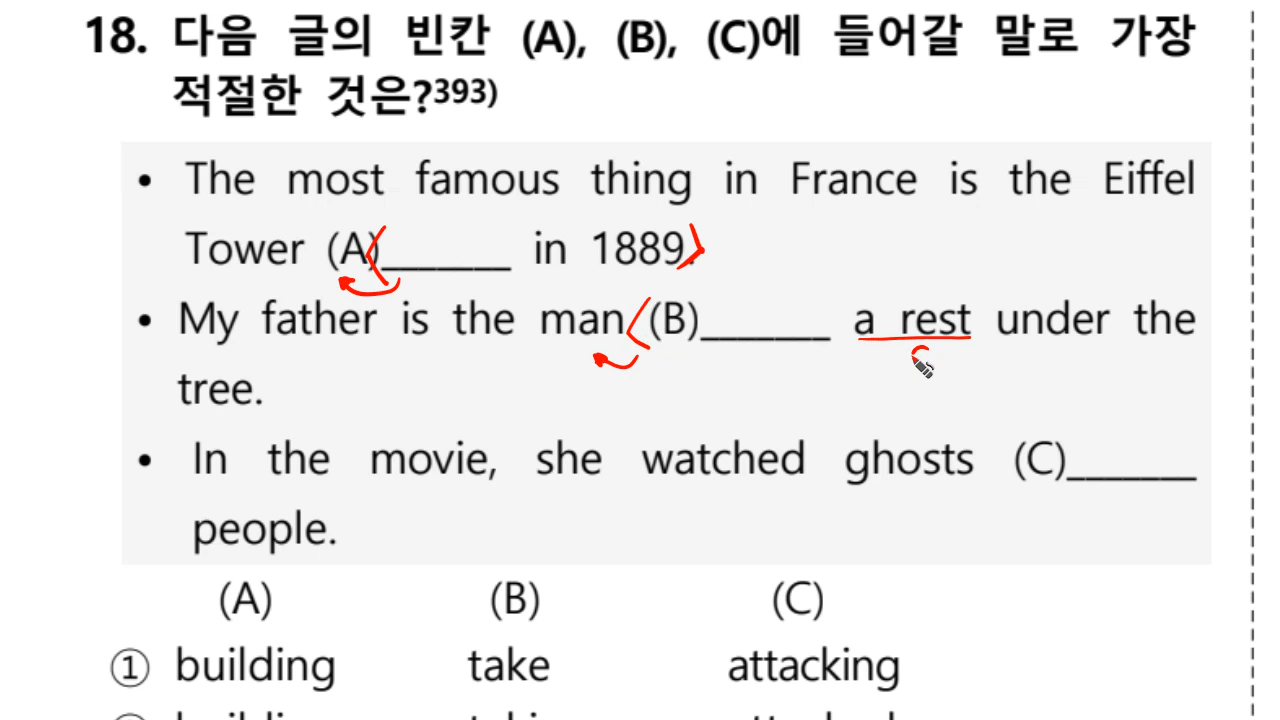 18. 다음 글의 빈칸 (A), (B), (C)에 들어갈 말로 가장
적절한 것은?393)
• The most famous thing in France is the Eiffel
Tower (A)_______ in 1889.
• My father is the man (B)_______ a rest under the
tree.
• In the movie, she watched ghosts (C)_______
people.
(A) (B) (C)
① building take attacking